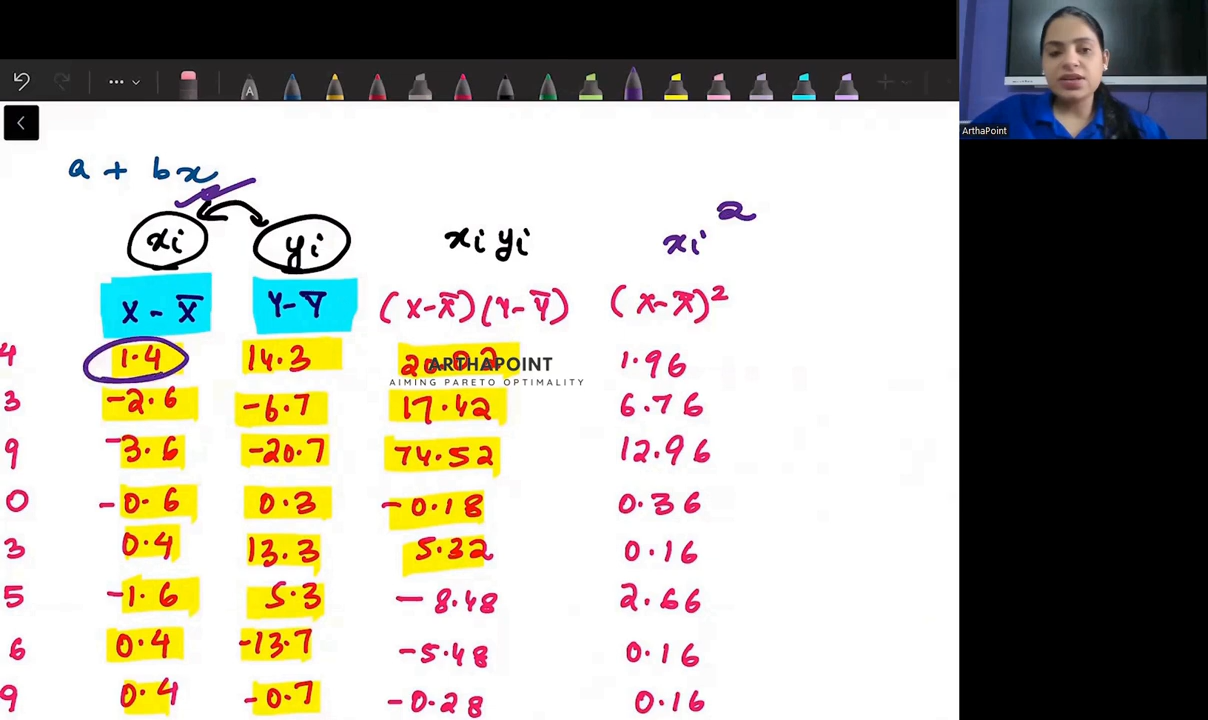 ArthaPoint
a + bx
xi yi xi yi xi 2
X - X̅ Y - Y̅ (X-X̅)(Y-Y̅) (X-X̅)²
4 1.4 14.3 20.02 1.96
ARTHAPOINT
AIMING PARETO OPTIMALITY
3 -2.6 -6.7 17.42 6.76
9 -3.6 -20.7 74.52 12.96
0 -0.6 0.3 -0.18 0.36
3 0.4 13.3 5.32 0.16
5 -1.6 5.3 -8.48 2.66
6 0.4 -13.7 -5.48 0.16
9 0.4 -0.7 -0.28 0.16